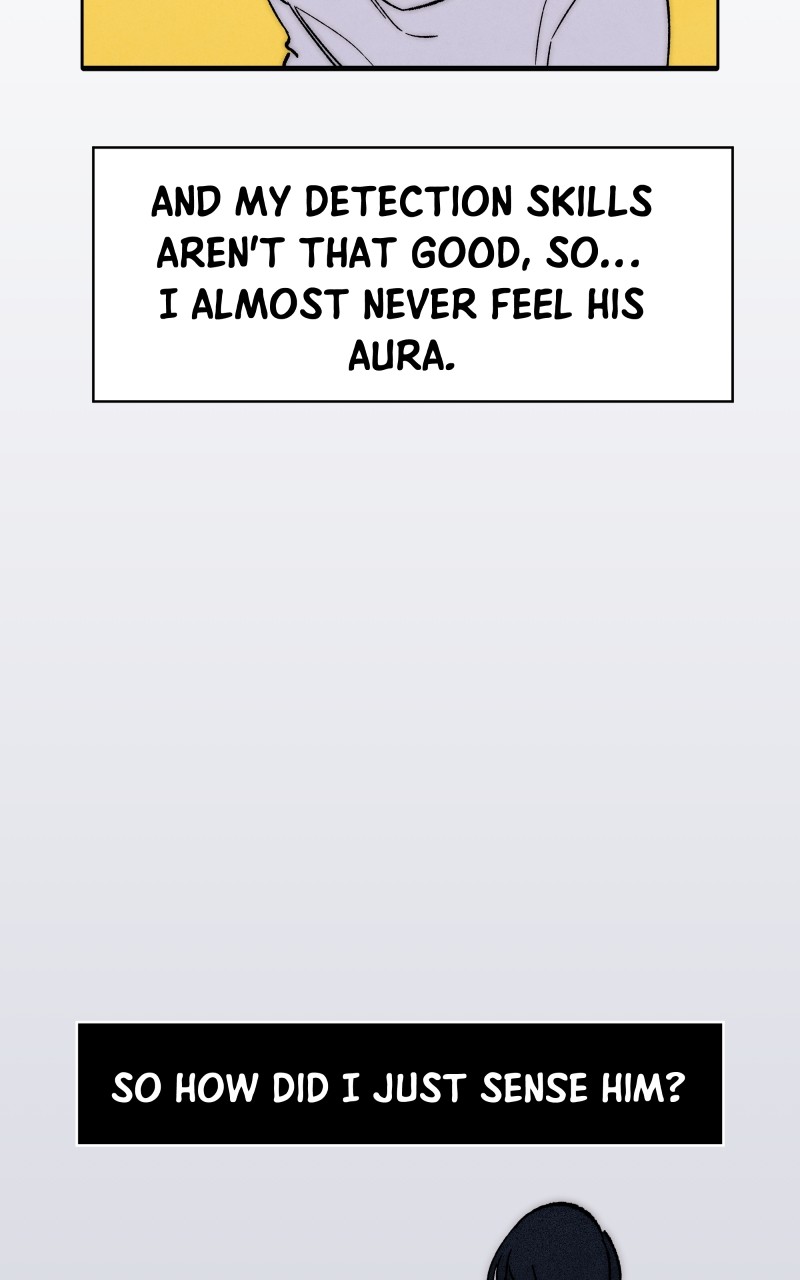 AND MY DETECTION SKILLS
AREN'T THAT GOOD, SO...
I ALMOST NEVER FEEL HIS
AURA.
SO HOW DID I JUST SENSE HIM?